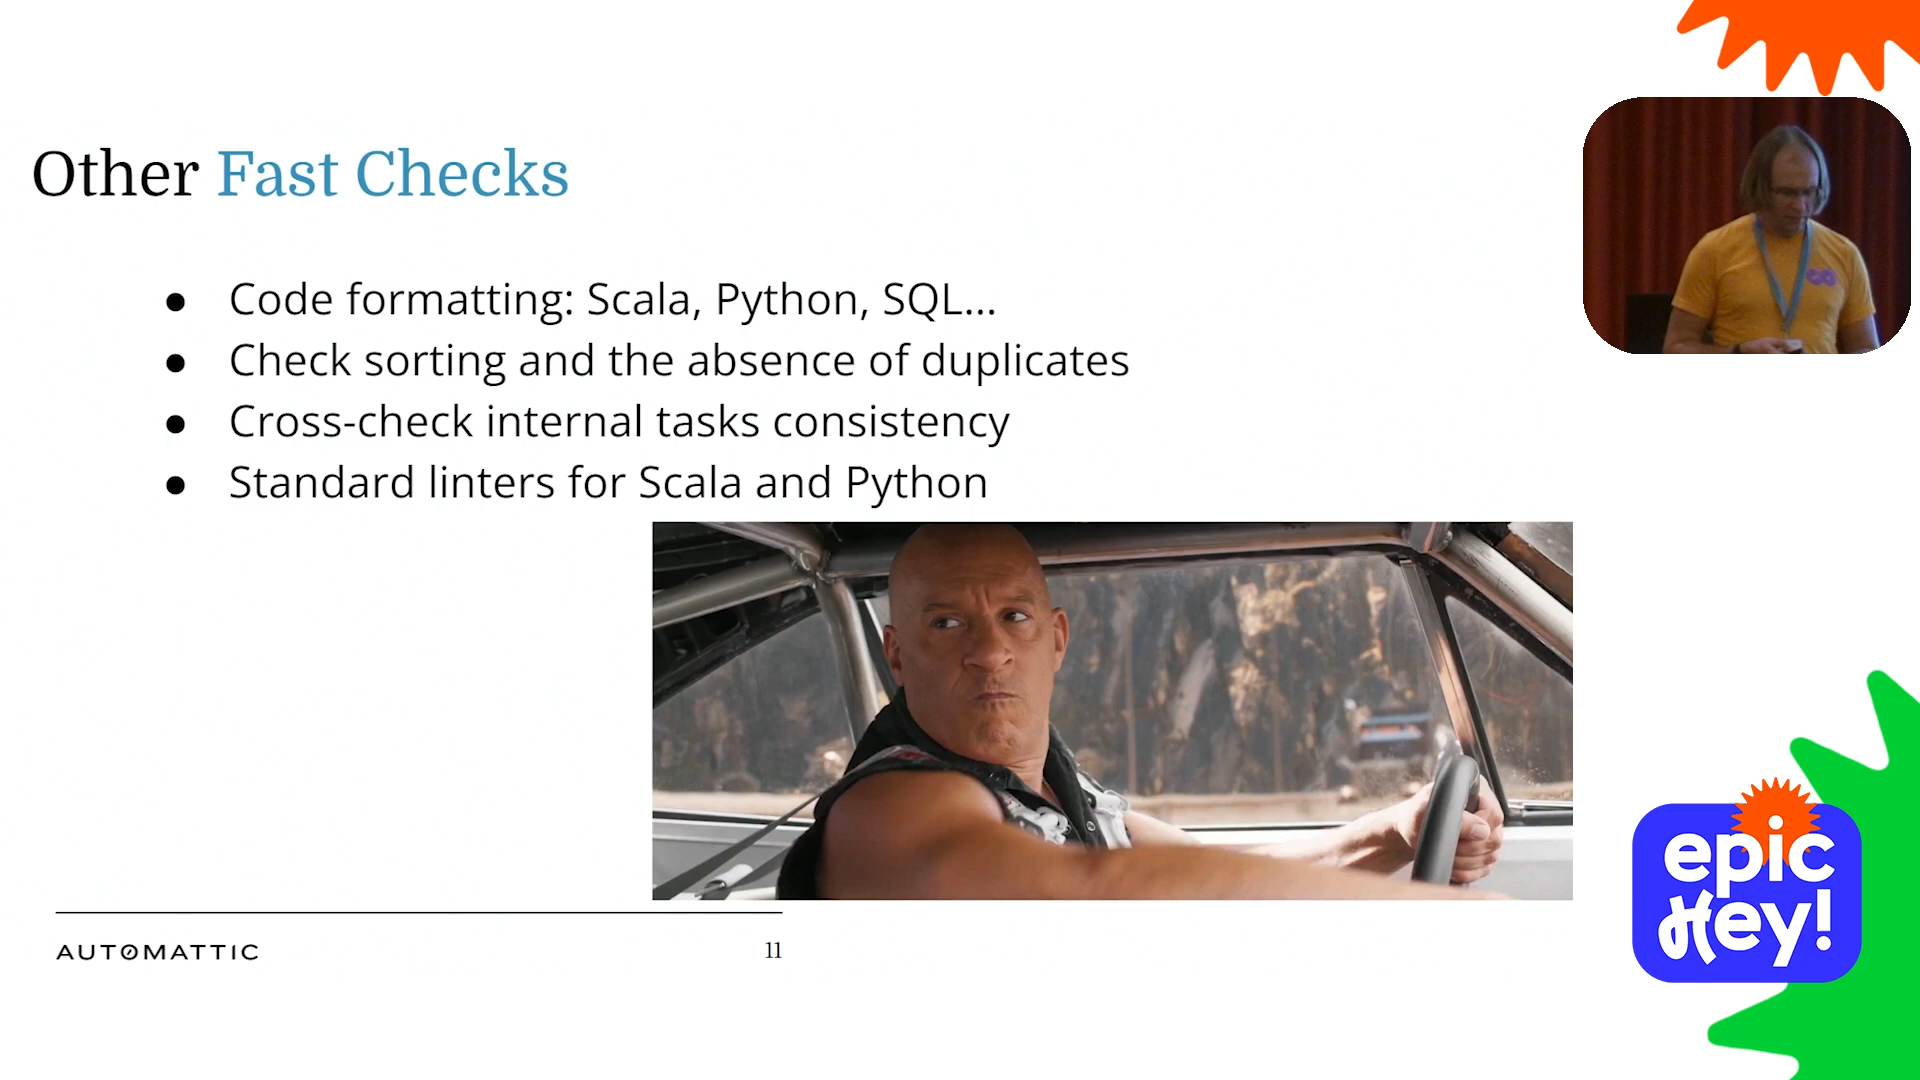 Other Fast Checks
● Code formatting: Scala, Python, SQL...
● Check sorting and the absence of duplicates
● Cross-check internal tasks consistency
● Standard linters for Scala and Python
AUTOMATTIC
11
epic
Hey!